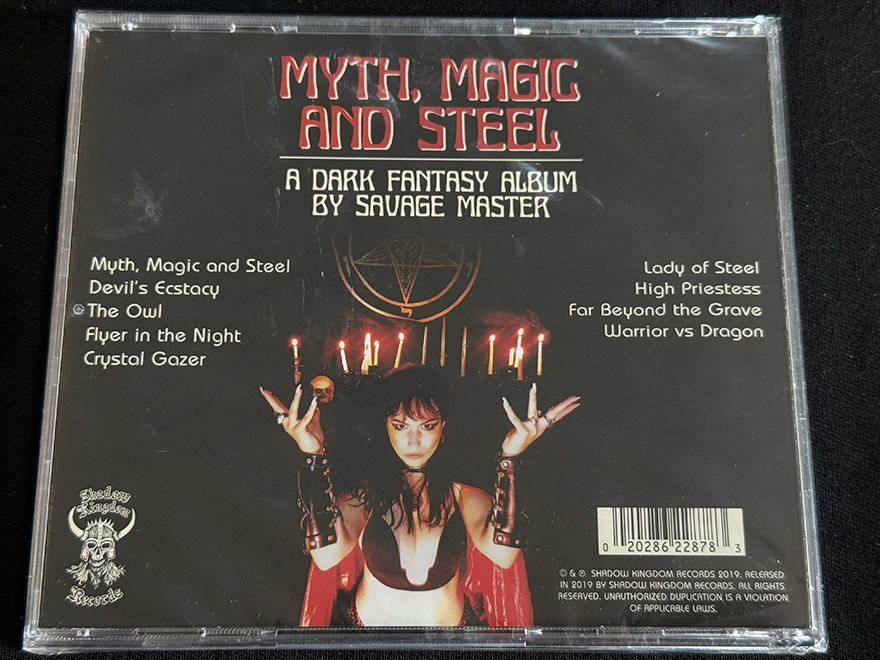 MYTH, MAGIC
AND STEEL
A DARK FANTASY ALBUM
BY SAVAGE MASTER
Myth, Magic and Steel
Devil's Ecstacy
The Owl
Flyer in the Night
Crystal Gazer
Lady of Steel
High Priestess
Far Beyond the Grave
Warrior vs Dragon
Shadow
Kingdom
Records
0 20286 22878 3
© & ℗ SHADOW KINGDOM RECORDS 2019. RELEASED
IN 2019 BY SHADOW KINGDOM RECORDS. ALL RIGHTS
RESERVED. UNAUTHORIZED DUPLICATION IS A VIOLATION
OF APPLICABLE LAWS.